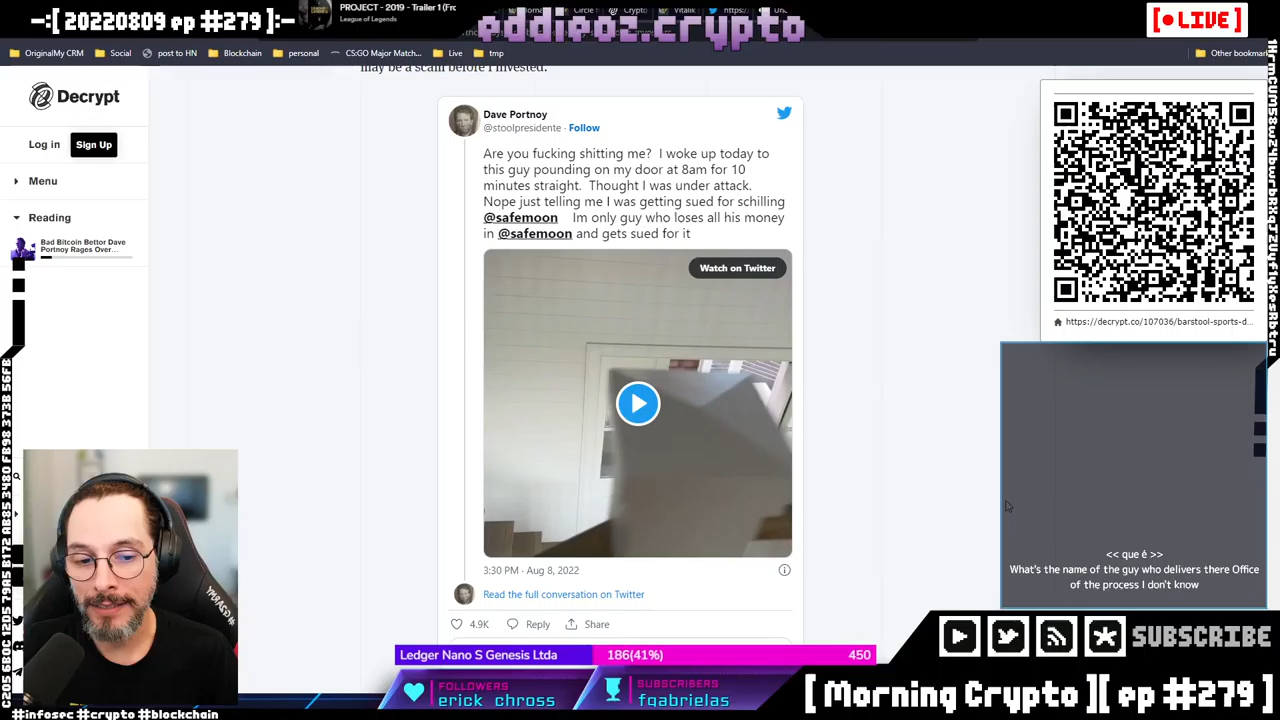 -:[ 20220809 ep #279 ]:-
PROJECT - 2019 - Trailer 1 (Fro
League of Legends
Circle f
Crypto
Vitalik
https:/
eddieoz.crypto
[ LIVE ]
OriginalMy CRM
Social
post to HN
Blockchain
personal
CS:GO Major Match...
Live
tmp
Other bookmar
may be a scam before I invested.
Decrypt
Log in
Sign Up
Menu
Reading
Bad Bitcoin Bettor Dave
Portnoy Rages Over...
Dave Portnoy
@stoolpresidente · Follow
Are you fucking shitting me? I woke up today to
this guy pounding on my door at 8am for 10
minutes straight. Thought I was under attack.
Nope just telling me I was getting sued for schilling
@safemoon Im only guy who loses all his money
in @safemoon and gets sued for it
Watch on Twitter
3:30 PM · Aug 8, 2022
Read the full conversation on Twitter
4.9K
Reply
Share
https://decrypt.co/107036/barstool-sports-d...
<< que é >>
What's the name of the guy who delivers there Office
of the process I don't know
SUBSCRIBE
Ledger Nano S Genesis Ltda
186(41%)
450
FOLLOWERS
erick_chross
SUBSCRIBERS
fgabrielas
[ Morning Crypto ][ ep #279 ]
#infosec #crypto #blockchain